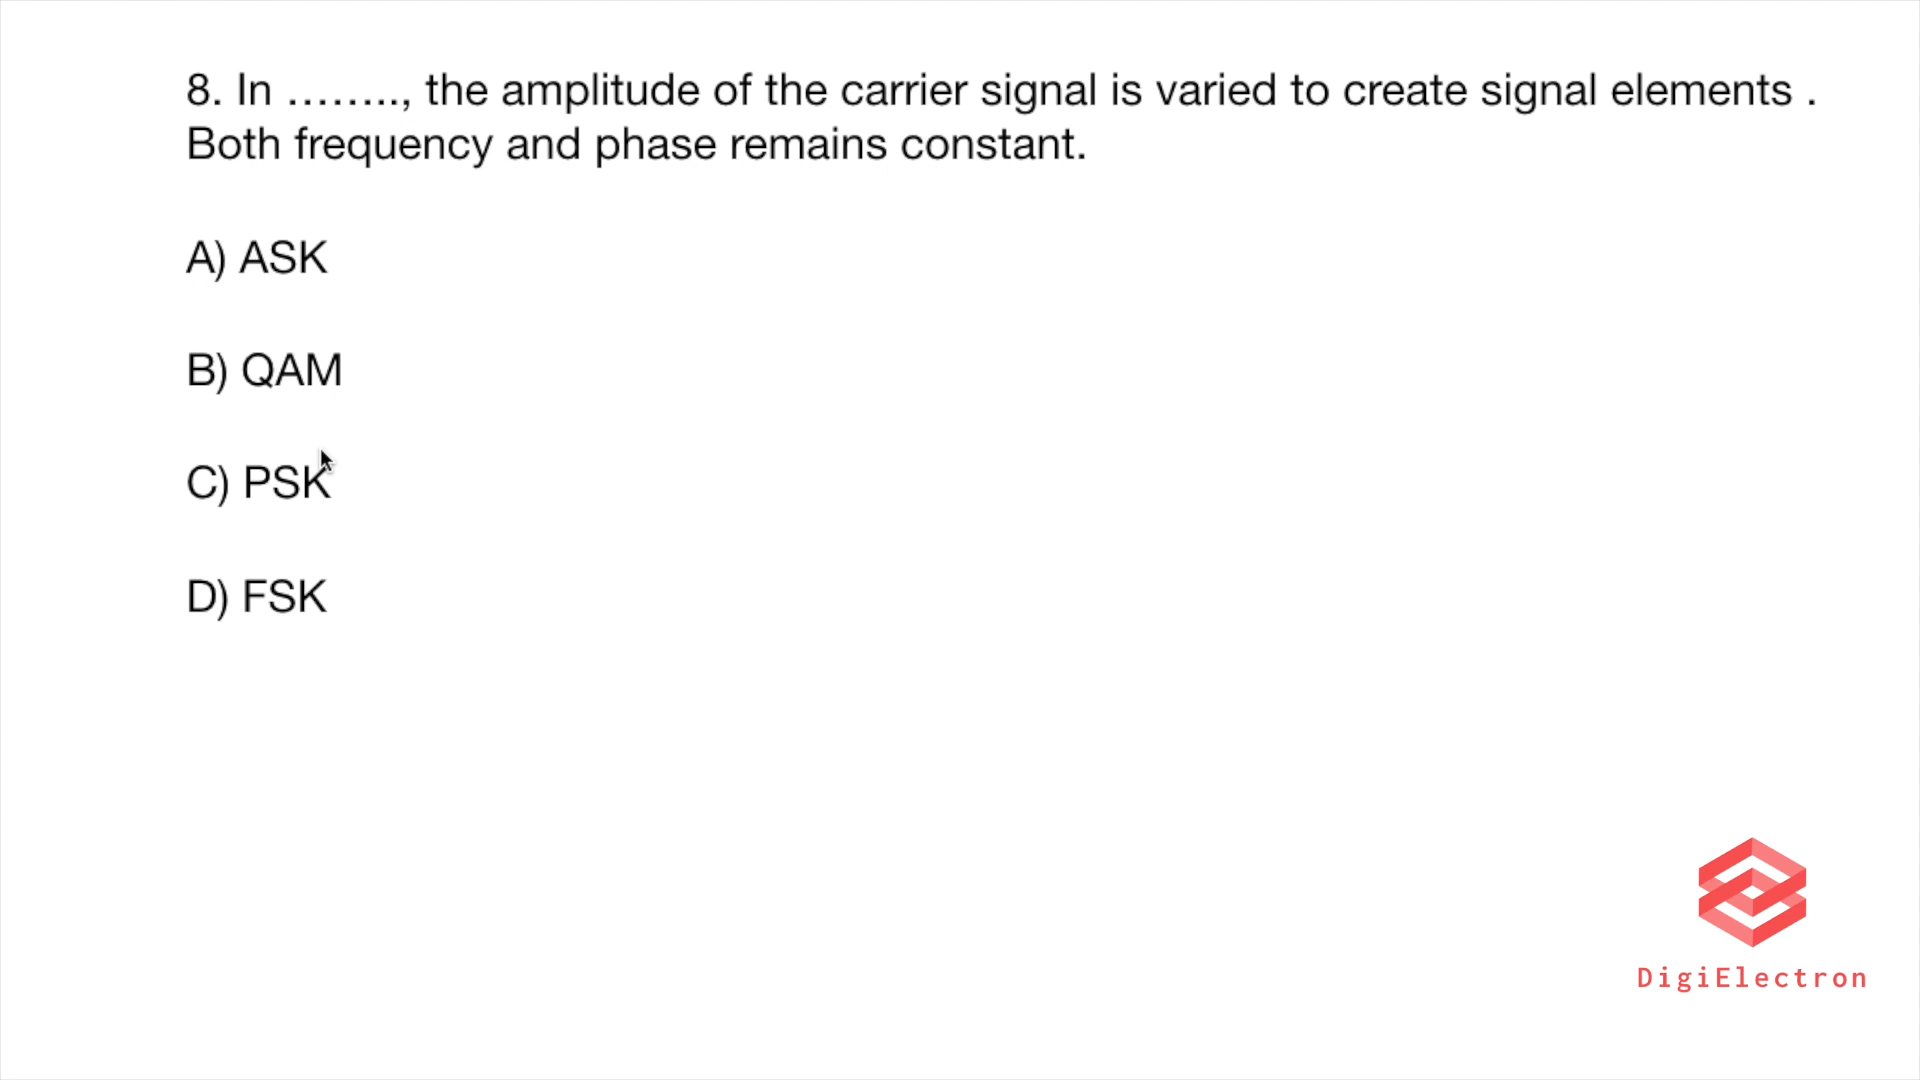 8. In …….., the amplitude of the carrier signal is varied to create signal elements .
Both frequency and phase remains constant.
A) ASK
B) QAM
C) PSK
D) FSK
DigiElectron